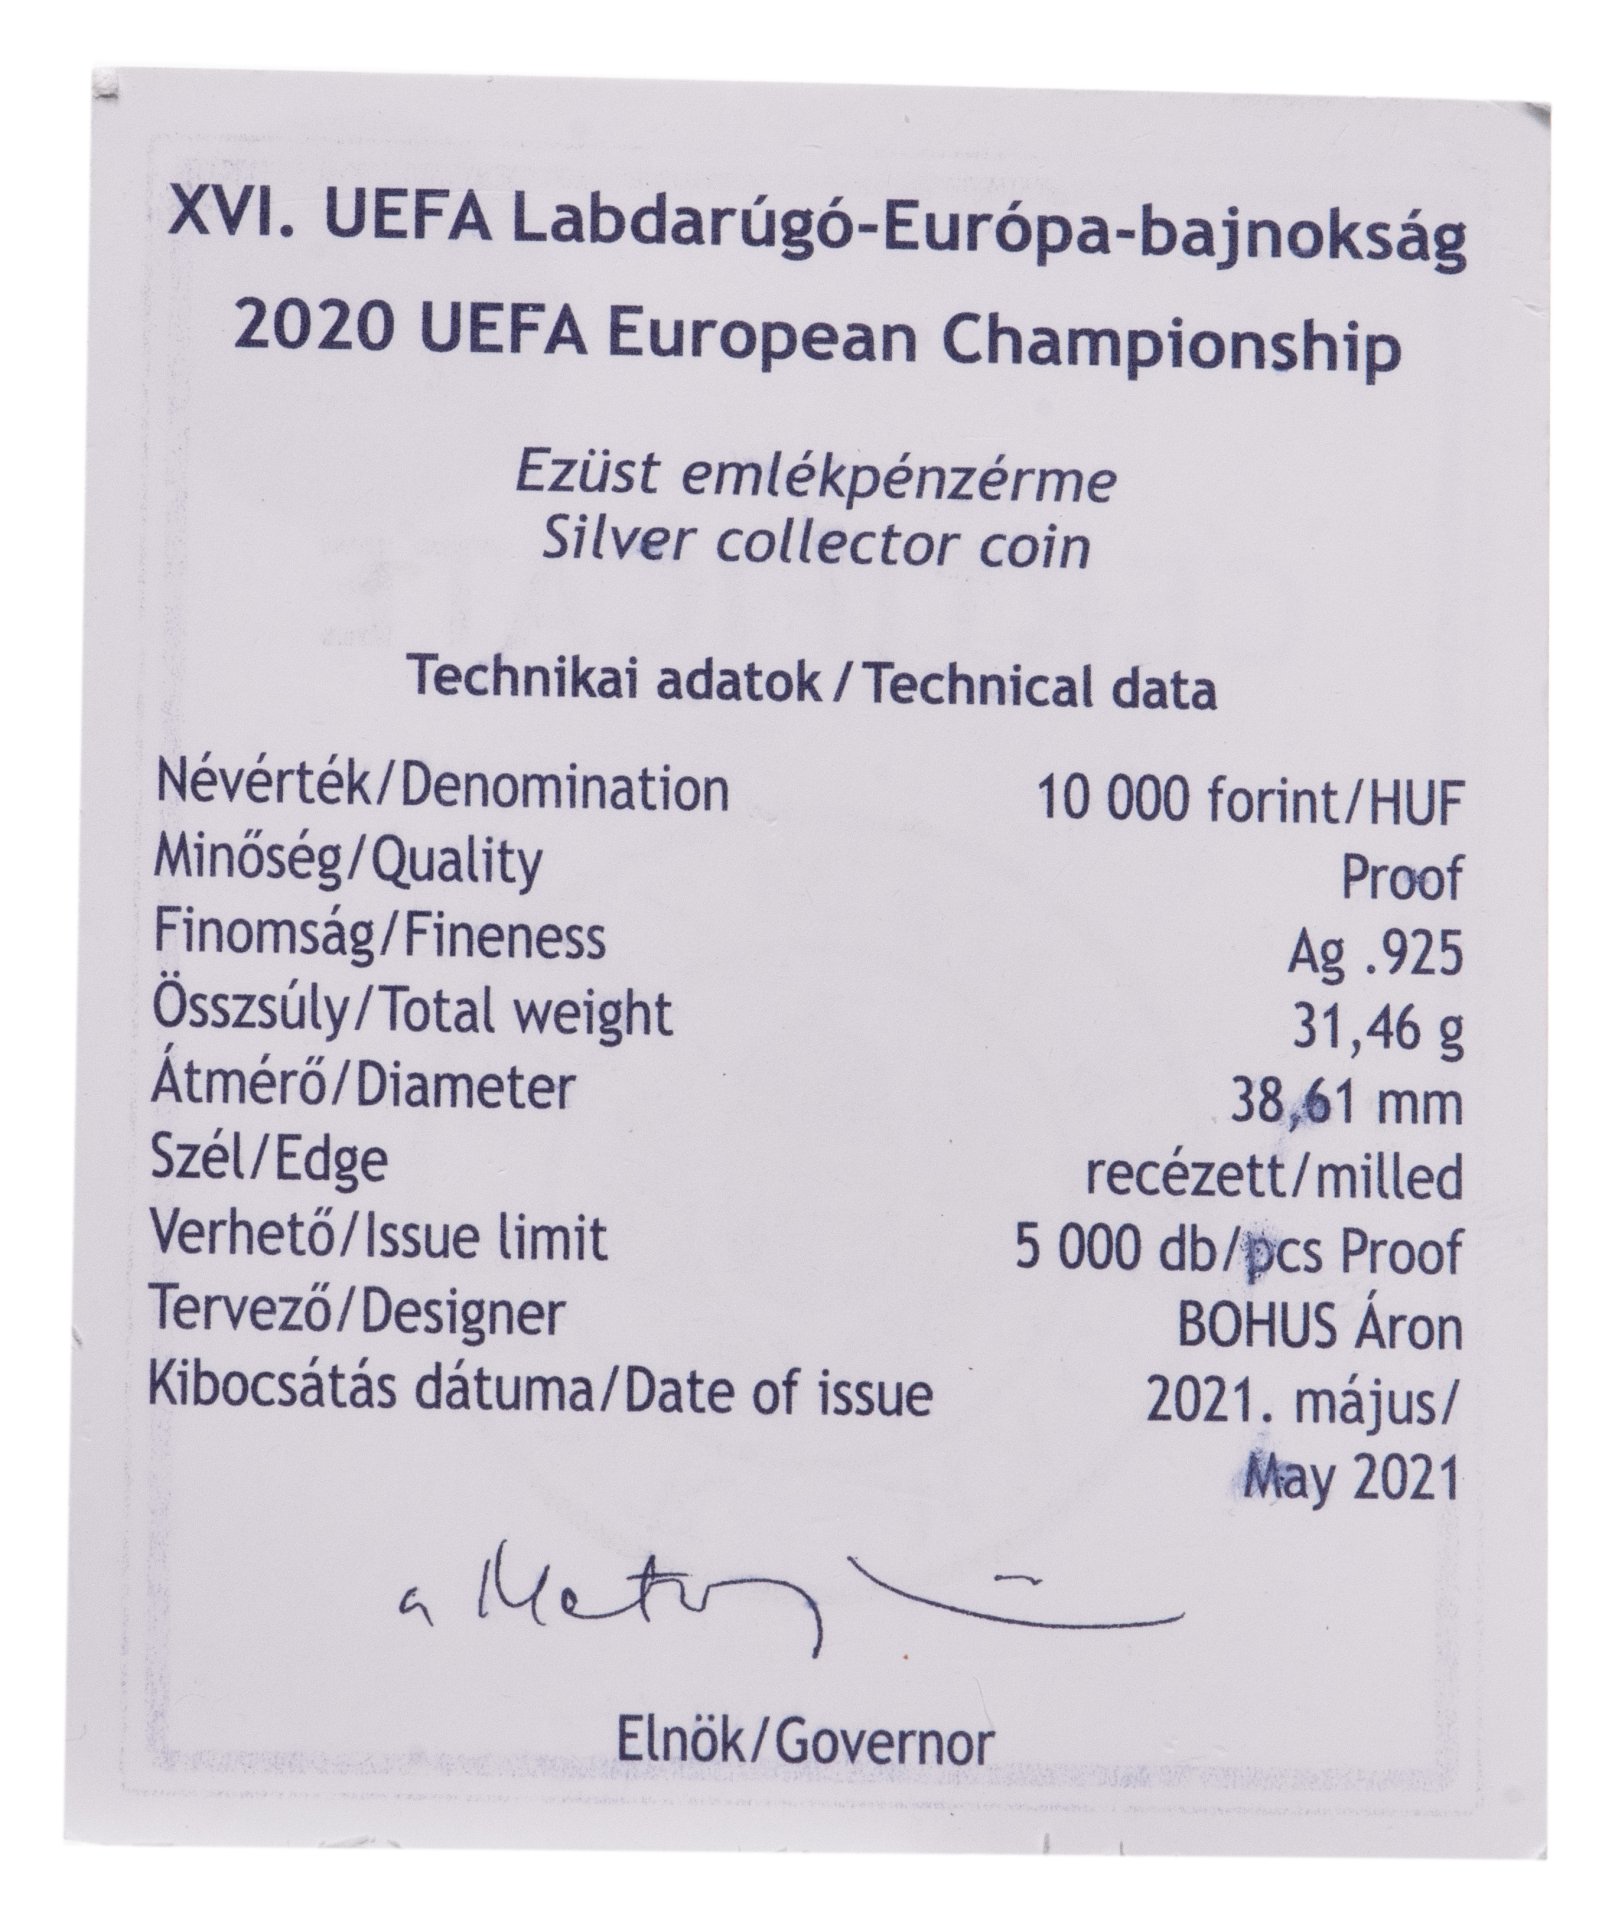 XVI. UEFA Labdarúgó-Európa-bajnokság
2020 UEFA European Championship
Ezüst emlékpénzérme
Silver collector coin
Technikai adatok / Technical data
Névérték/Denomination 10 000 forint/HUF
Minőség/Quality Proof
Finomság/Fineness Ag .925
Összsúly/Total weight 31,46 g
Átmérő/Diameter 38,61 mm
Szél/Edge recézett/milled
Verhető/Issue limit 5 000 db/pcs Proof
Tervező/Designer BOHUS Áron
Kibocsátás dátuma/Date of issue 2021. május/
May 2021
Elnök/Governor